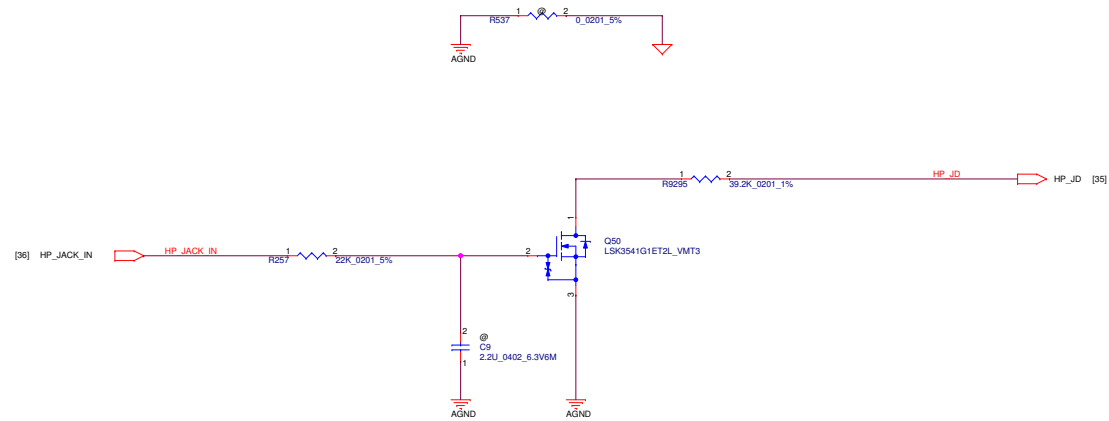 1 @ 2
R537 0_0201_5%
AGND
1 2 HP_JD
R9295 39.2K_0201_1% HP_JD [35]
1
Q50
LSK3541G1ET2L_VMT3
[36] HP_JACK_IN HP_JACK_IN 1 2 2
R257 22K_0201_5%
3
2 @
C9
2.2U_0402_6.3V6M
1
AGND AGND